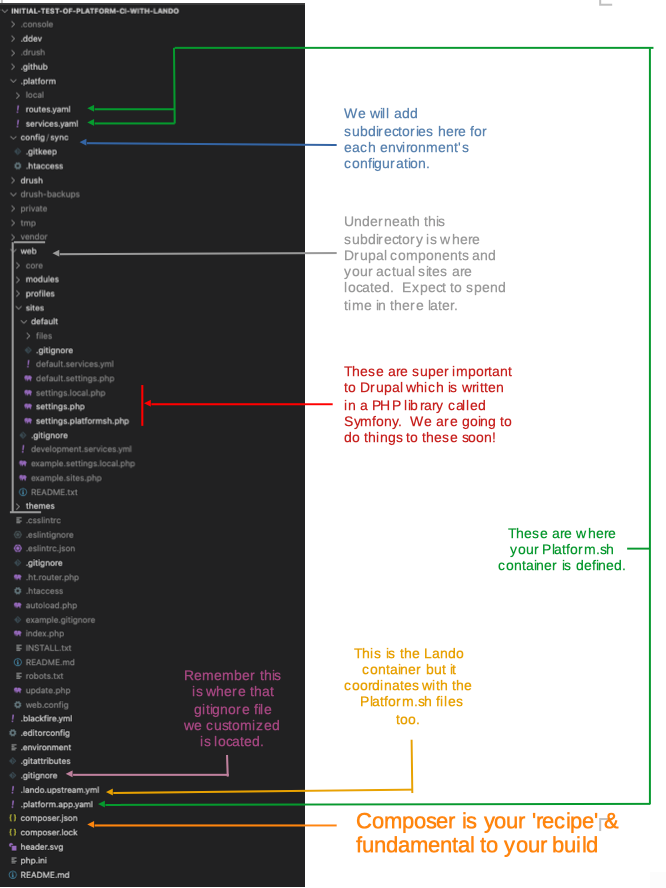 INITIAL-TEST-OF-PLATFORM-CI-WITH-LANDO
.console
.ddev
.drush
.github
.platform
local
routes.yaml
services.yaml
config / sync
.gitkeep
.htaccess
drush
drush-backups
private
tmp
vendor
web
core
modules
profiles
sites
default
files
.gitignore
default.services.yml
default.settings.php
settings.local.php
settings.php
settings.platformsh.php
.gitignore
development.services.yml
example.settings.local.php
example.sites.php
README.txt
themes
.csslintrc
.eslintignore
.eslintrc.json
.gitignore
.ht.router.php
.htaccess
autoload.php
example.gitignore
index.php
INSTALL.txt
README.md
robots.txt
update.php
web.config
.blackfire.yml
.editorconfig
.environment
.gitattributes
.gitignore
.lando.upstream.yml
.platform.app.yaml
composer.json
composer.lock
header.svg
php.ini
README.md
We will add
subdirectories here for
each environment's
configuration.
Underneath this
subdirectory is where
Drupal components and
your actual sites are
located. Expect to spend
time in there later.
These are super important
to Drupal which is written
in a PHP library called
Symfony. We are going to
do things to these soon!
These are where
your Platform.sh
container is defined.
This is the Lando
container but it
coordinates with the
Platform.sh files
too.
Remember this
is where that
gitignore file
we customized
is located.
Composer is your 'recipe' &
fundamental to your build